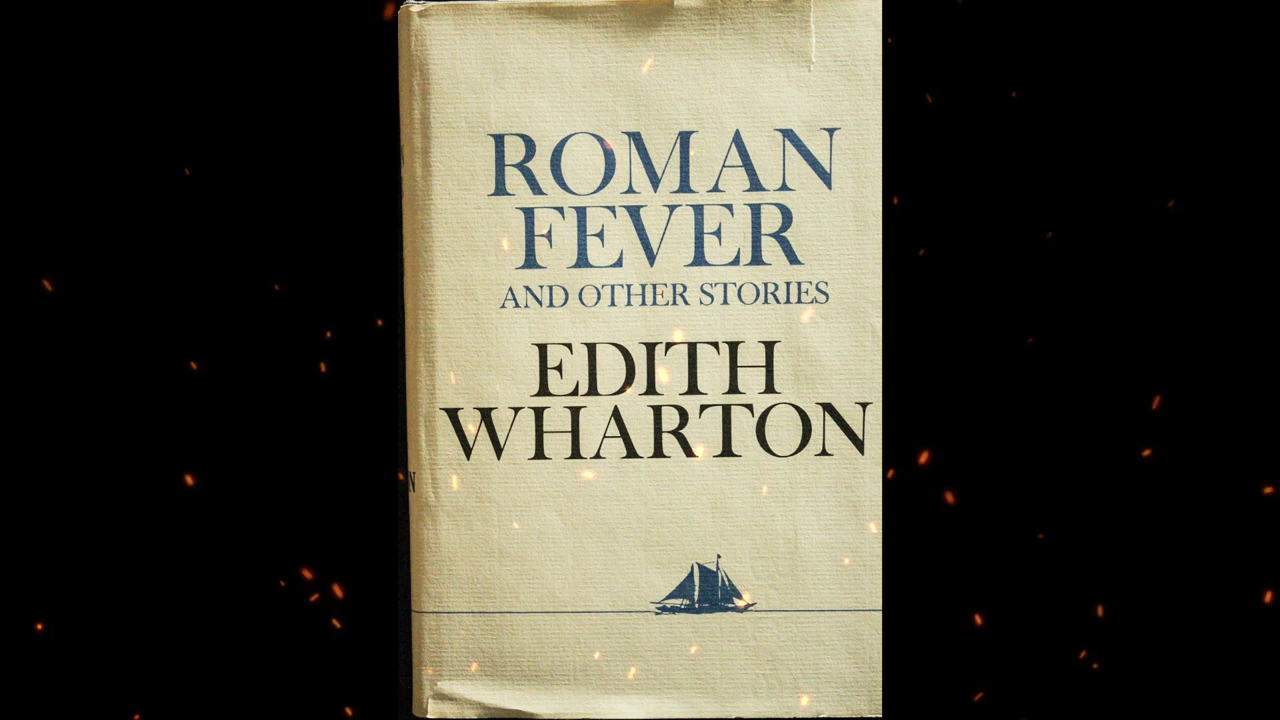 ROMAN
FEVER
AND OTHER STORIES
EDITH
WHARTON
N